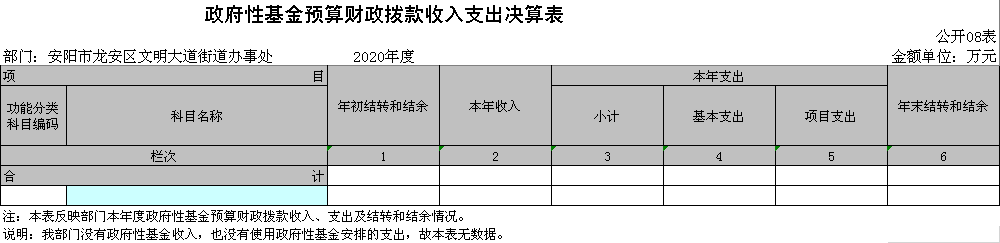 政府性基金预算财政拨款收入支出决算表
公开08表
部门：安阳市龙安区文明大道街道办事处 2020年度 金额单位：万元
项 目 年初结转和结余 本年收入 本年支出 年末结转和结余
功能分类科目编码 科目名称 小计 基本支出 项目支出
栏次 1 2 3 4 5 6
合 计
注：本表反映部门本年度政府性基金预算财政拨款收入、支出及结转和结余情况。
说明：我部门没有政府性基金收入，也没有使用政府性基金安排的支出，故本表无数据。